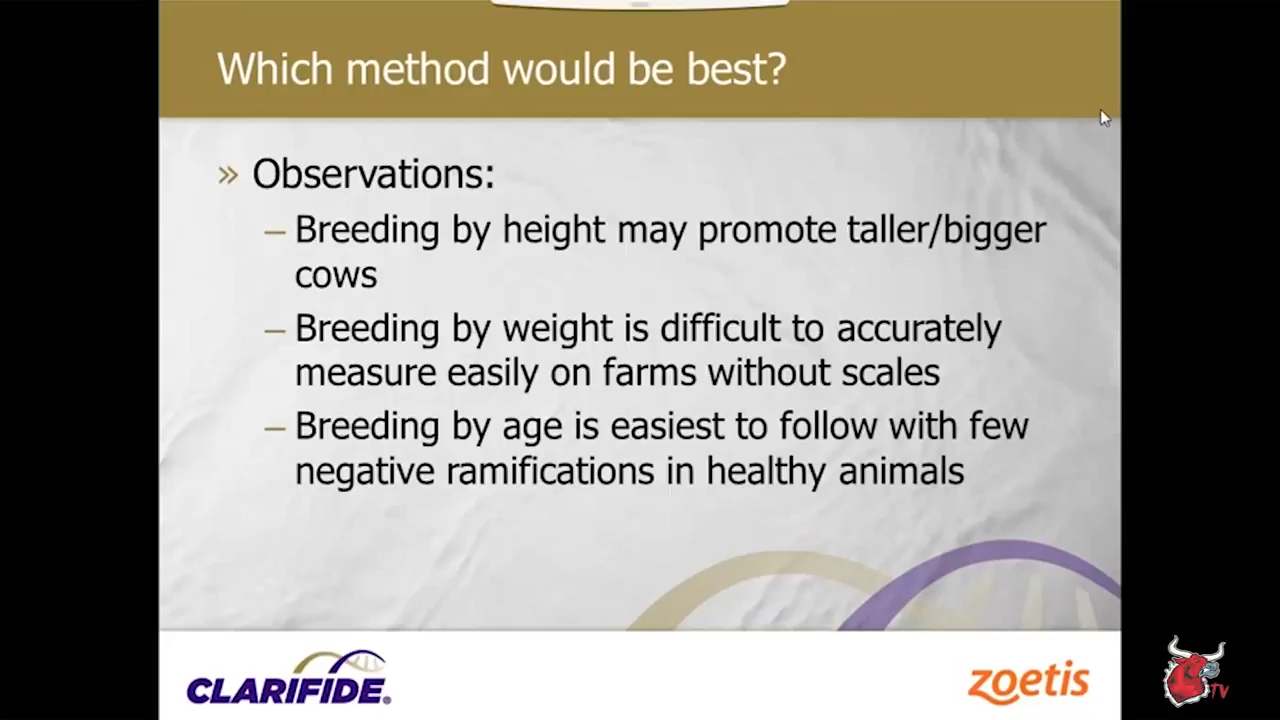 Which method would be best?
» Observations:
– Breeding by height may promote taller/bigger
cows
– Breeding by weight is difficult to accurately
measure easily on farms without scales
– Breeding by age is easiest to follow with few
negative ramifications in healthy animals
CLARIFIDE®
zoetis
TV